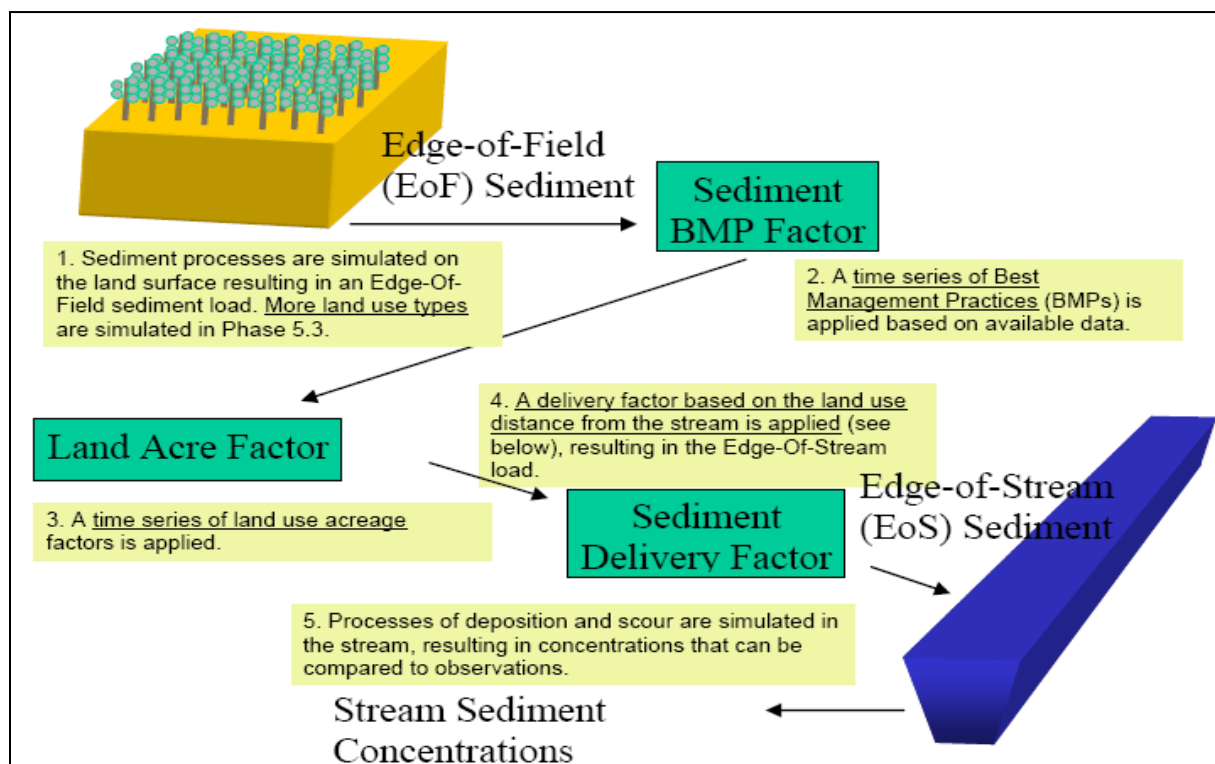 Edge-of-Field
(EoF) Sediment
Sediment
BMP Factor
1. Sediment processes are simulated on
the land surface resulting in an Edge-Of-
Field sediment load. More land use types
are simulated in Phase 5.3.
2. A time series of Best
Management Practices (BMPs) is
applied based on available data.
Land Acre Factor
3. A time series of land use acreage
factors is applied.
4. A delivery factor based on the land use
distance from the stream is applied (see
below), resulting in the Edge-Of-Stream
load.
Sediment
Delivery Factor
Edge-of-Stream
(EoS) Sediment
5. Processes of deposition and scour are simulated in
the stream, resulting in concentrations that can be
compared to observations.
Stream Sediment
Concentrations